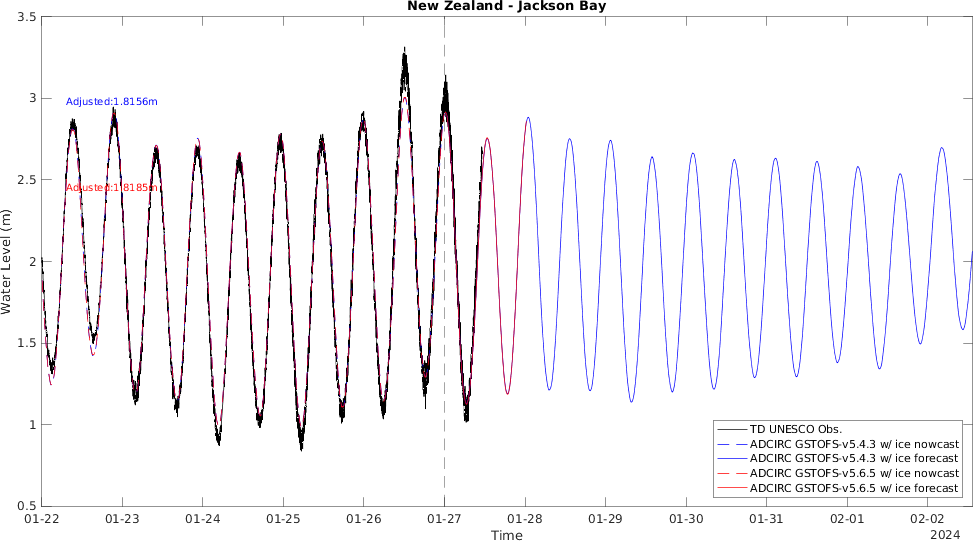 New Zealand - Jackson Bay
3.5
3
2.5
2
1.5
1
0.5
Water Level (m)
Adjusted:1.8156m
Adjusted:1.8185m
TD UNESCO Obs.
ADCIRC GSTOFS-v5.4.3 w/ ice nowcast
ADCIRC GSTOFS-v5.4.3 w/ ice forecast
ADCIRC GSTOFS-v5.6.5 w/ ice nowcast
ADCIRC GSTOFS-v5.6.5 w/ ice forecast
01-22 01-23 01-24 01-25 01-26 01-27 01-28 01-29 01-30 01-31 02-01 02-02
Time
2024